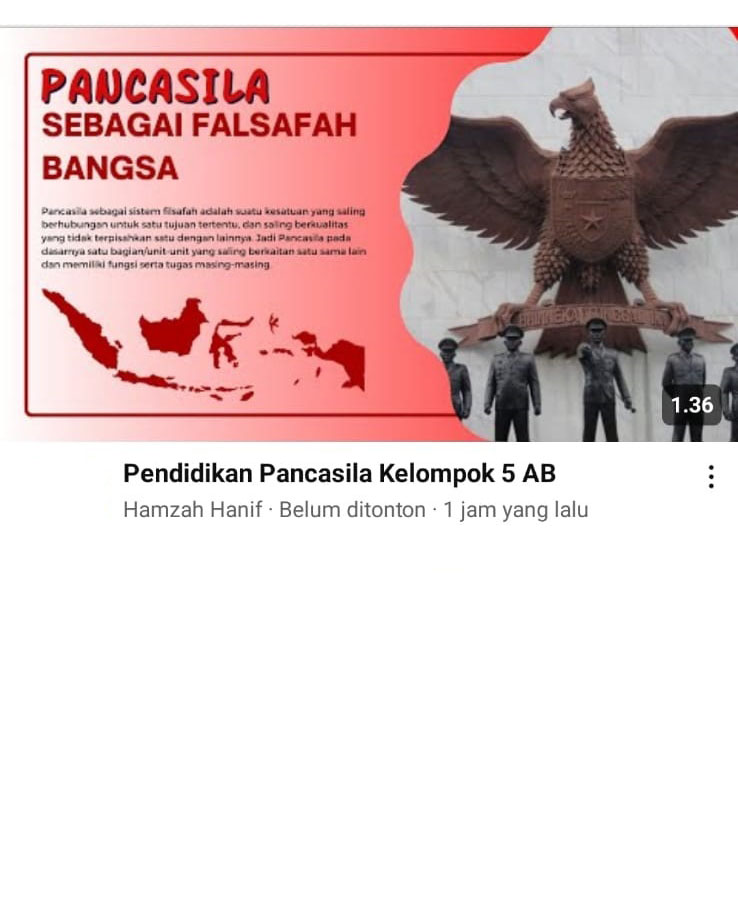 PANCASILA
SEBAGAI FALSAFAH
BANGSA
Pancasila sebagai sistem filsafah adalah suatu kesatuan yang saling
berhubungan untuk satu tujuan tertentu, dan saling berkualitas
yang tidak terpisahkan satu dengan lainnya. Jadi Pancasila pada
dasarnya satu bagian/unit-unit yang saling berkaitan satu sama lain
dan memiliki fungsi serta tugas masing-masing.
BHINNEKA TUNGGAL IKA
1.36
Pendidikan Pancasila Kelompok 5 AB
Hamzah Hanif · Belum ditonton · 1 jam yang lalu